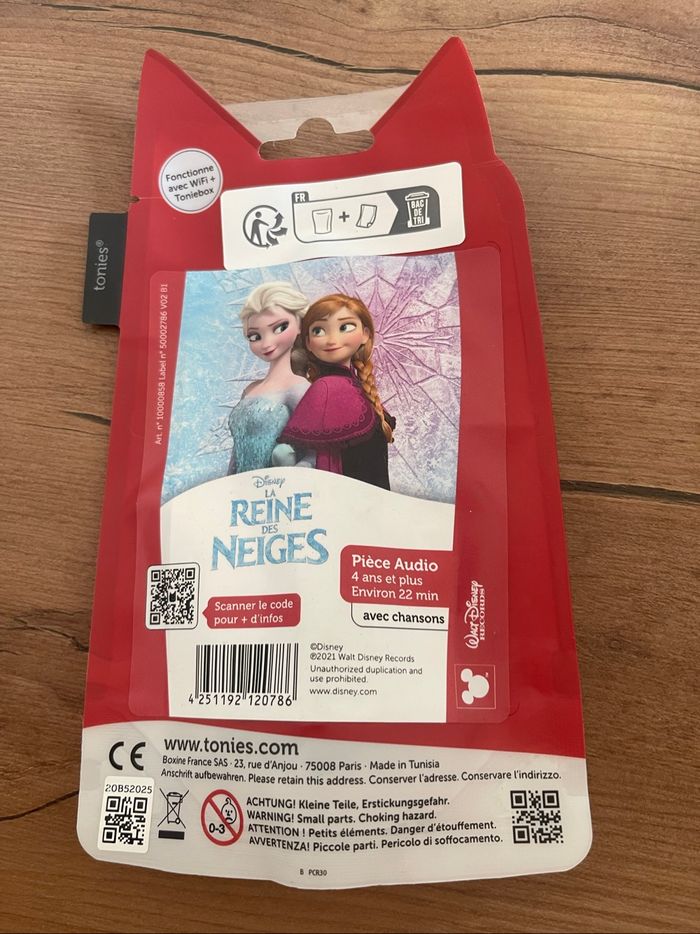 Fonctionne
avec WiFi +
Toniebox
FR
+
BAC
DE
TRI
tonies®
Art. n° 10000858 Label n° 50002786 V02 B1
Disney
LA
REINE
DES
NEIGES
Pièce Audio
4 ans et plus
Environ 22 min
avec chansons
Scanner le code
pour + d'infos
WALT DISNEY
RECORDS
©Disney
℗2021 Walt Disney Records
Unauthorized duplication and
use prohibited.
www.disney.com
4 251192 120786
CE
www.tonies.com
Boxine France SAS · 23, rue d'Anjou · 75008 Paris · Made in Tunisia
Anschrift aufbewahren. Please retain this address. Conserver l'adresse. Conservare l'indirizzo.
20B52025
0-3
ACHTUNG! Kleine Teile, Erstickungsgefahr.
WARNING! Small parts. Choking hazard.
ATTENTION ! Petits éléments. Danger d'étouffement.
AVVERTENZA! Piccole parti. Pericolo di soffocamento.
B PCR30